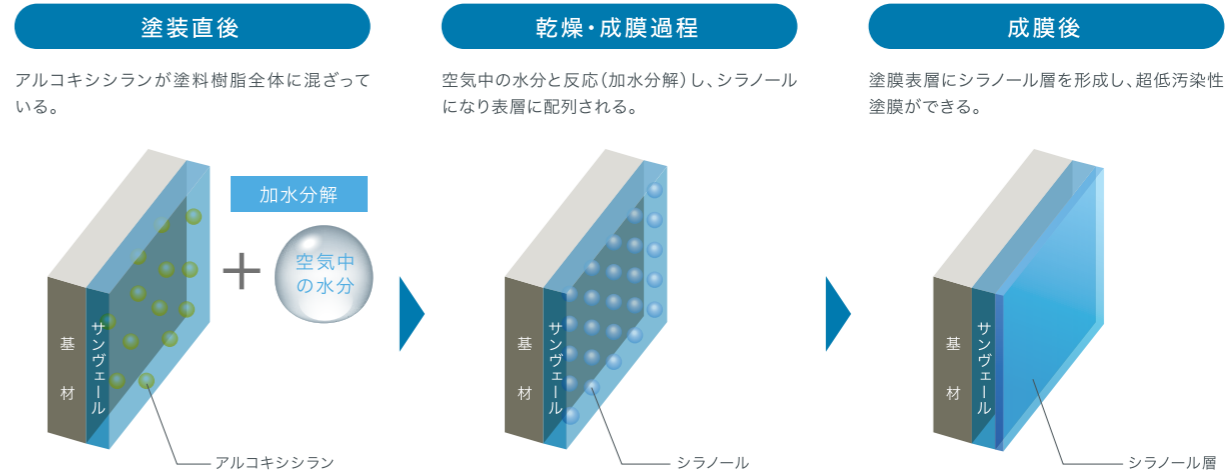 塗装直後
アルコキシシランが塗料樹脂全体に混ざって
いる。
加水分解
空気中
の水分
基材
サンヴェール
アルコキシシラン
乾燥・成膜過程
空気中の水分と反応(加水分解)し、シラノール
になり表層に配列される。
基材
サンヴェール
シラノール
成膜後
塗膜表層にシラノール層を形成し、超低汚染性
塗膜ができる。
基材
サンヴェール
シラノール層